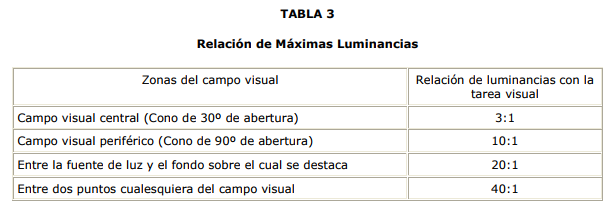 TABLA 3
Relación de Máximas Luminancias
Zonas del campo visual
Relación de luminancias con la
tarea visual
Campo visual central (Cono de 30º de abertura)
3:1
Campo visual periférico (Cono de 90º de abertura)
10:1
Entre la fuente de luz y el fondo sobre el cual se destaca
20:1
Entre dos puntos cualesquiera del campo visual
40:1